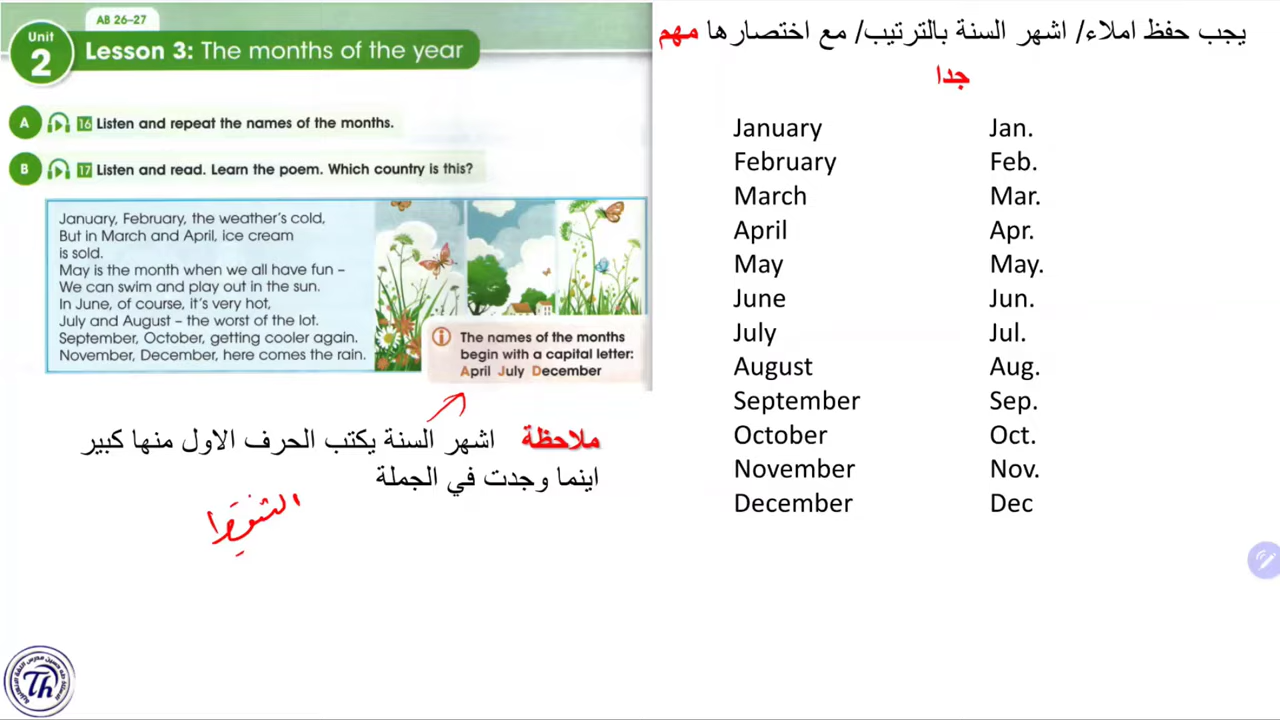 AB 26–27
Unit
2
Lesson 3: The months of the year
A 16 Listen and repeat the names of the months.
B 17 Listen and read. Learn the poem. Which country is this?
January, February, the weather's cold,
But in March and April, ice cream
is sold.
May is the month when we all have fun –
We can swim and play out in the sun.
In June, of course, it's very hot,
July and August – the worst of the lot.
September, October, getting cooler again.
November, December, here comes the rain.
The names of the months
begin with a capital letter:
April July December
ملاحظة اشهر السنة يكتب الحرف الاول منها كبير
اينما وجدت في الجملة
التنقيط
يجب حفظ املاء/ اشهر السنة بالترتيب/ مع اختصارها مهم
جدا
January Jan.
February Feb.
March Mar.
April Apr.
May May.
June Jun.
July Jul.
August Aug.
September Sep.
October Oct.
November Nov.
December Dec
Th